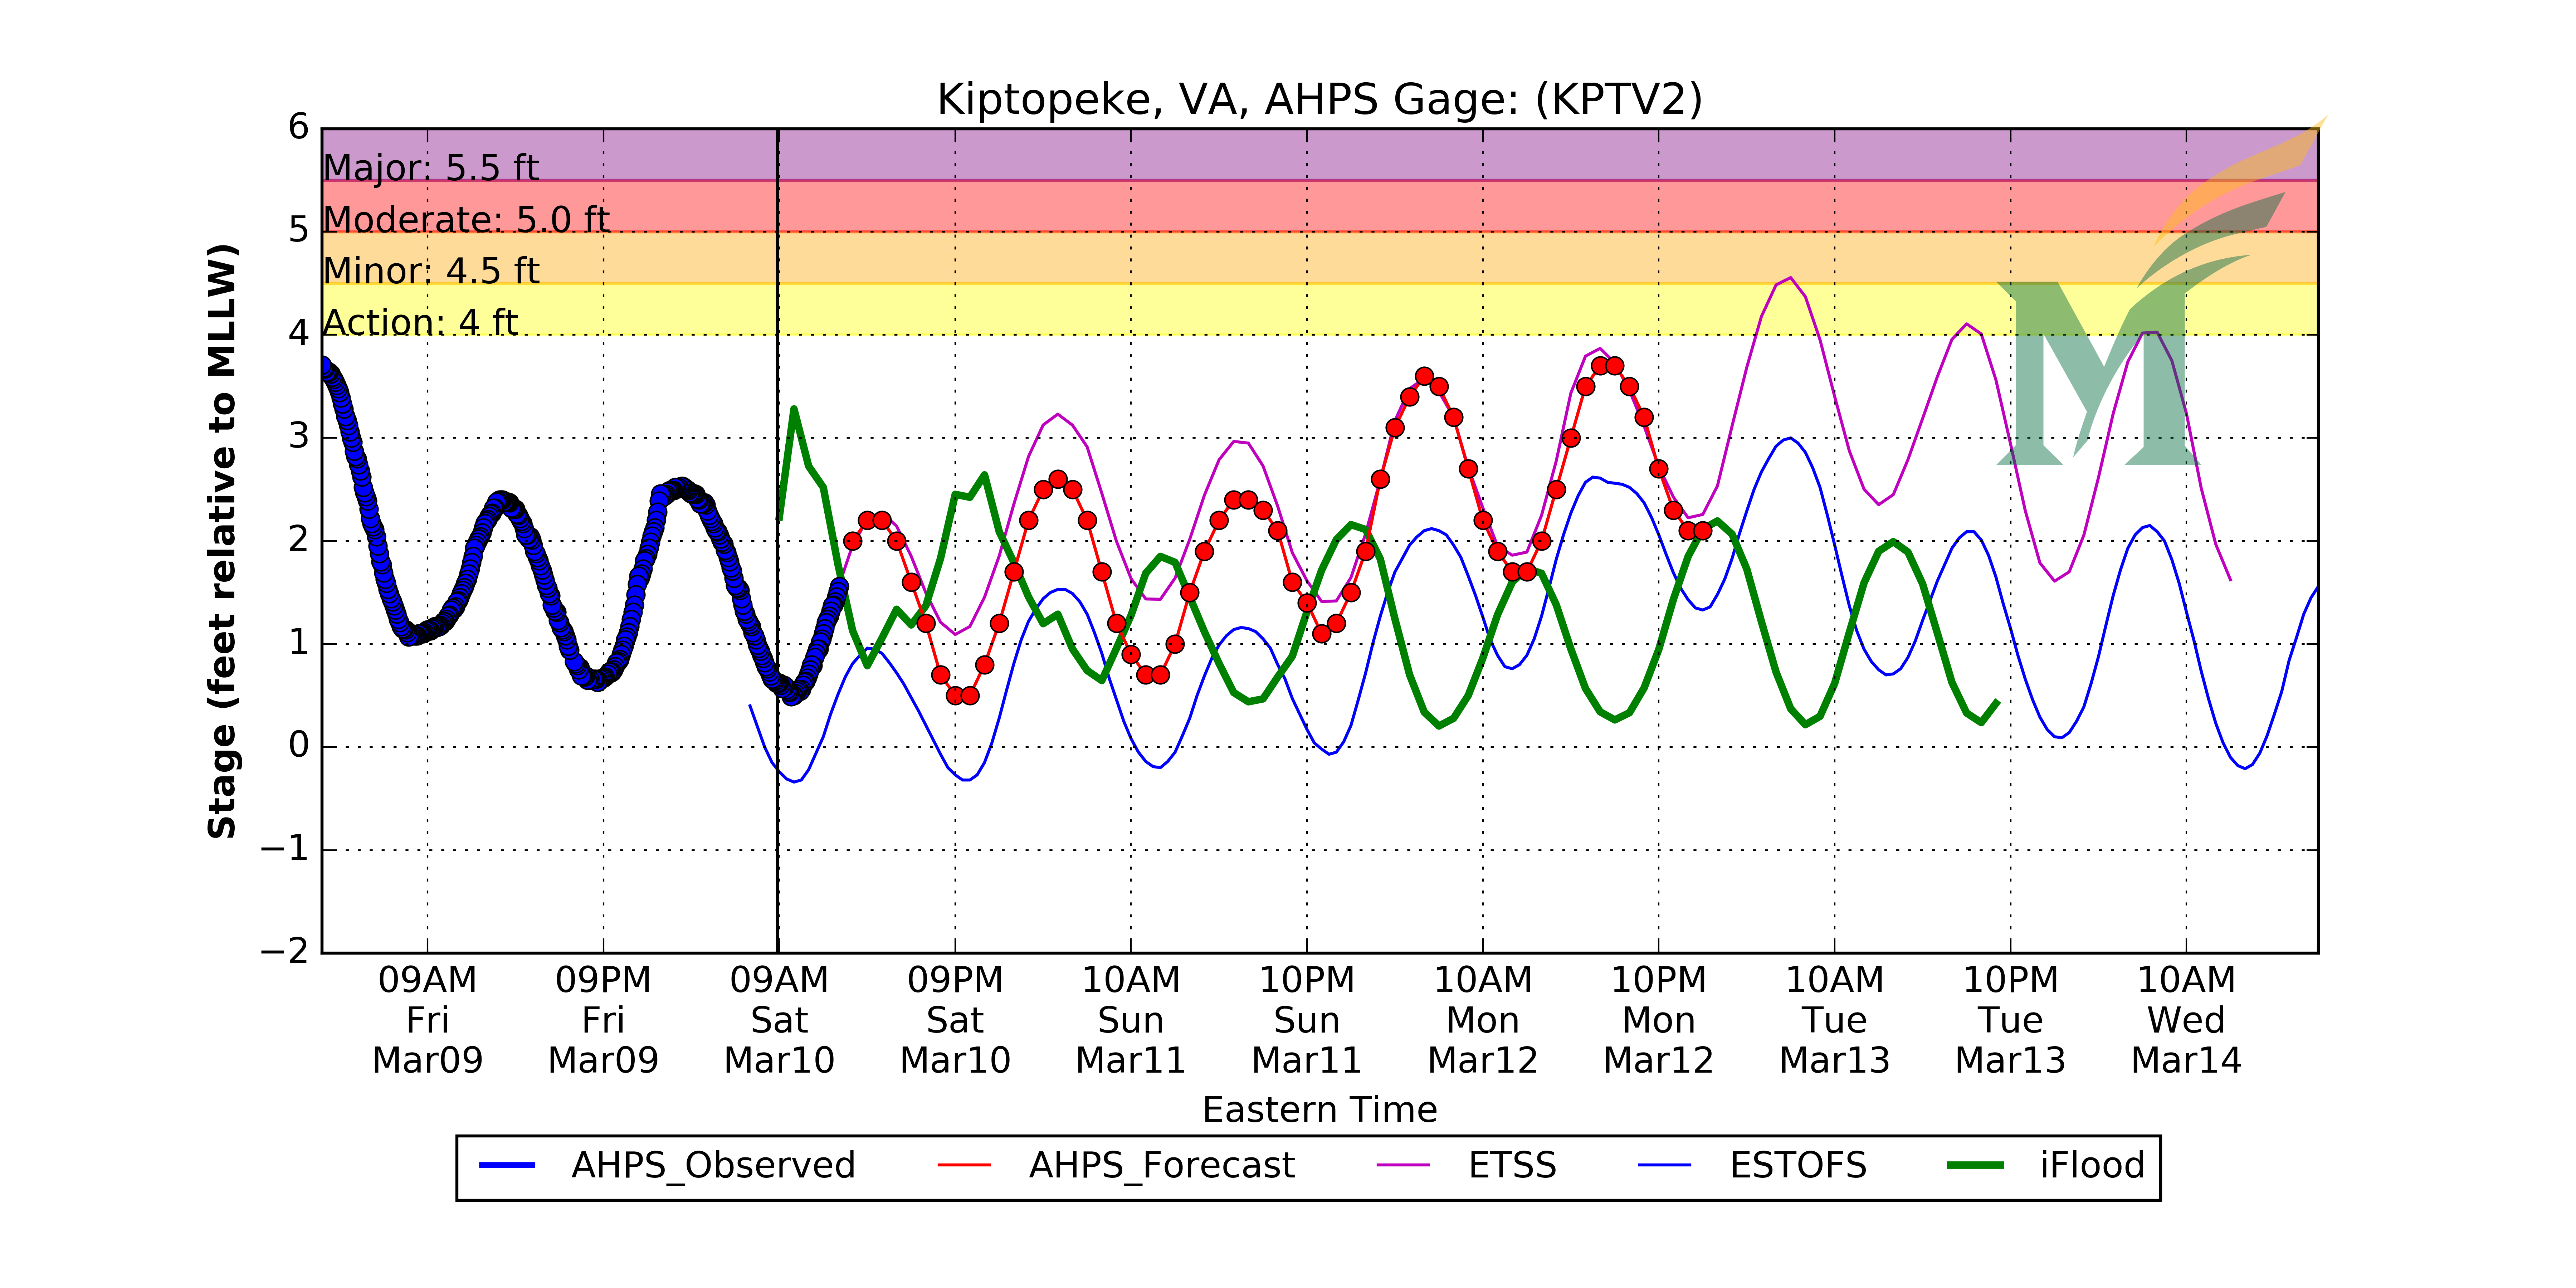 Kiptopeke, VA, AHPS Gage: (KPTV2)
6
Major: 5.5 ft
Moderate: 5.0 ft
5
Minor: 4.5 ft
Action: 4 ft
4
3
2
1
0
−1
−2
Stage (feet relative to MLLW)
09AM Fri Mar09
09PM Fri Mar09
09AM Sat Mar10
09PM Sat Mar10
10AM Sun Mar11
10PM Sun Mar11
10AM Mon Mar12
10PM Mon Mar12
10AM Tue Mar13
10PM Tue Mar13
10AM Wed Mar14
Eastern Time
AHPS_Observed AHPS_Forecast ETSS ESTOFS iFlood
M